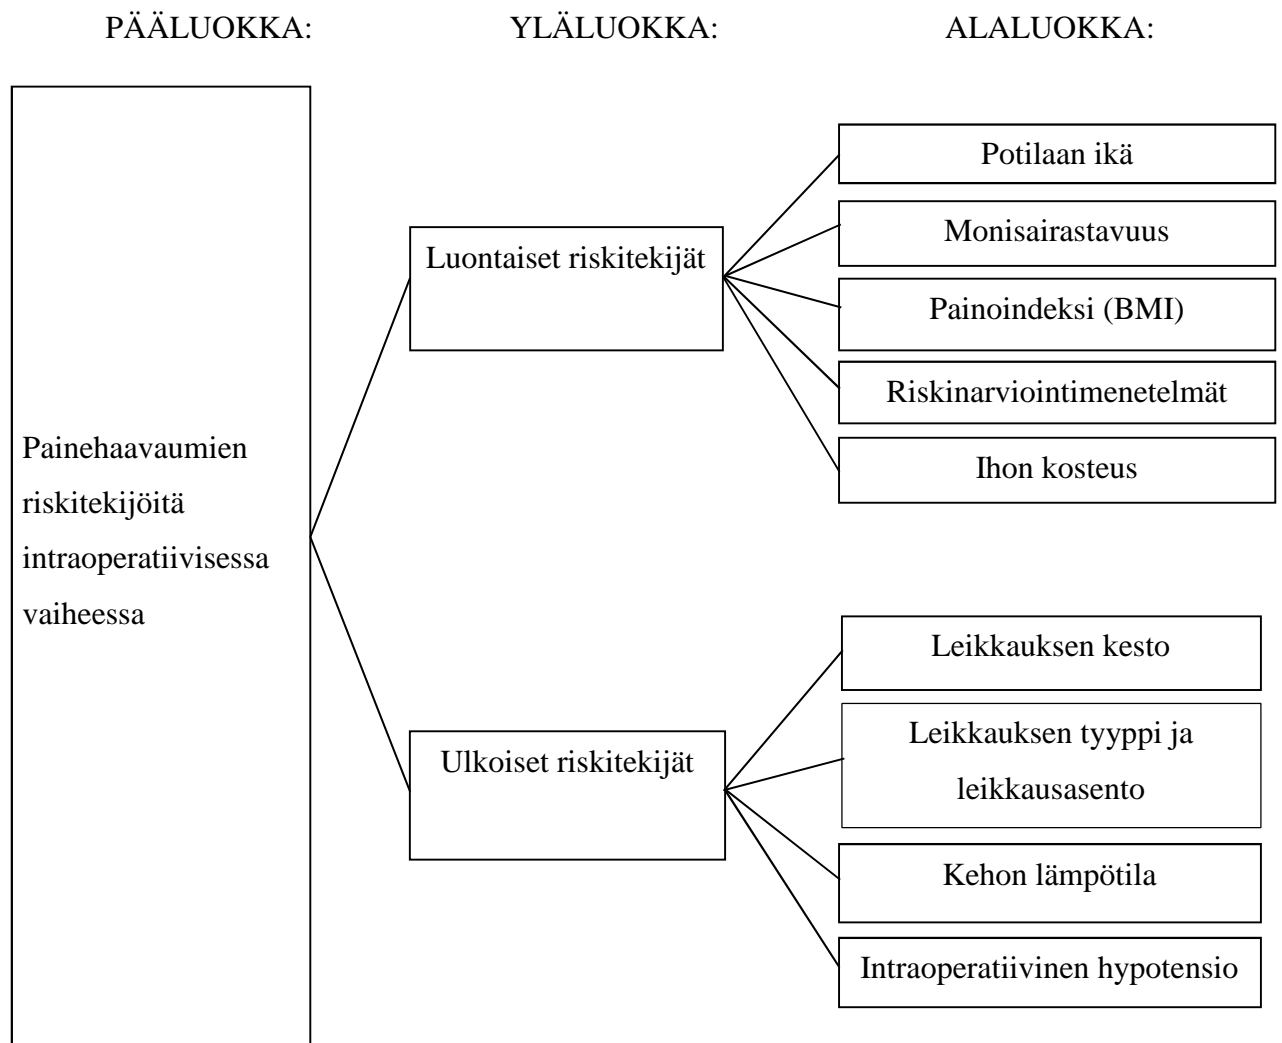 PÄÄLUOKKA: YLÄLUOKKA: ALALUOKKA:
Painehaavaumien
riskitekijöitä
intraoperatiivisessa
vaiheessa
Luontaiset riskitekijät
Potilaan ikä
Monisairastavuus
Painoindeksi (BMI)
Riskinarviointimenetelmät
Ihon kosteus
Ulkoiset riskitekijät
Leikkauksen kesto
Leikkauksen tyyppi ja
leikkausasento
Kehon lämpötila
Intraoperatiivinen hypotensio